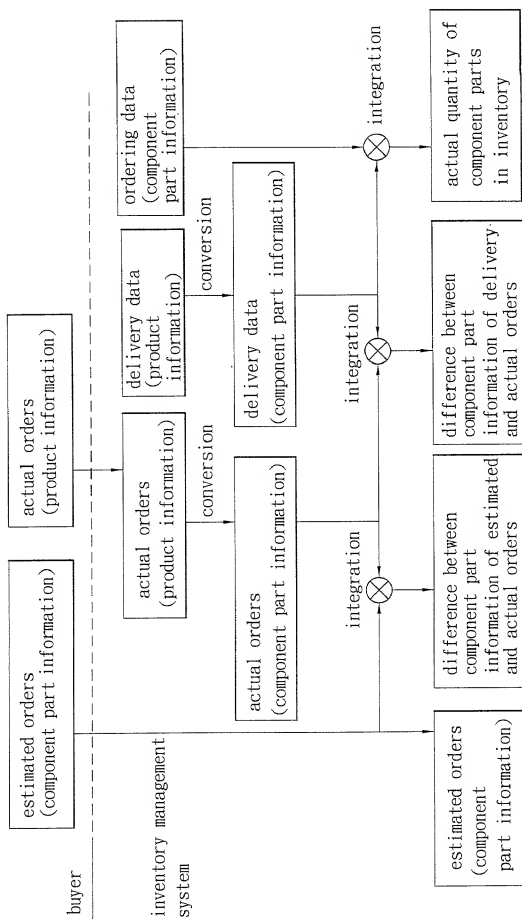 buyer
estimated orders
(component part information)
actual orders
(product information)
inventory management
system
actual orders
(product information)
delivery data
(product
information)
ordering data
(component
part information)
conversion
conversion
actual orders
(component part information)
delivery data
(component part information)
integration
integration
integration
estimated orders
(component
part information)
difference between
component part
information of estimated
and actual orders
difference between
component part
information of delivery
and actual orders
actual quantity of
component parts
in inventory